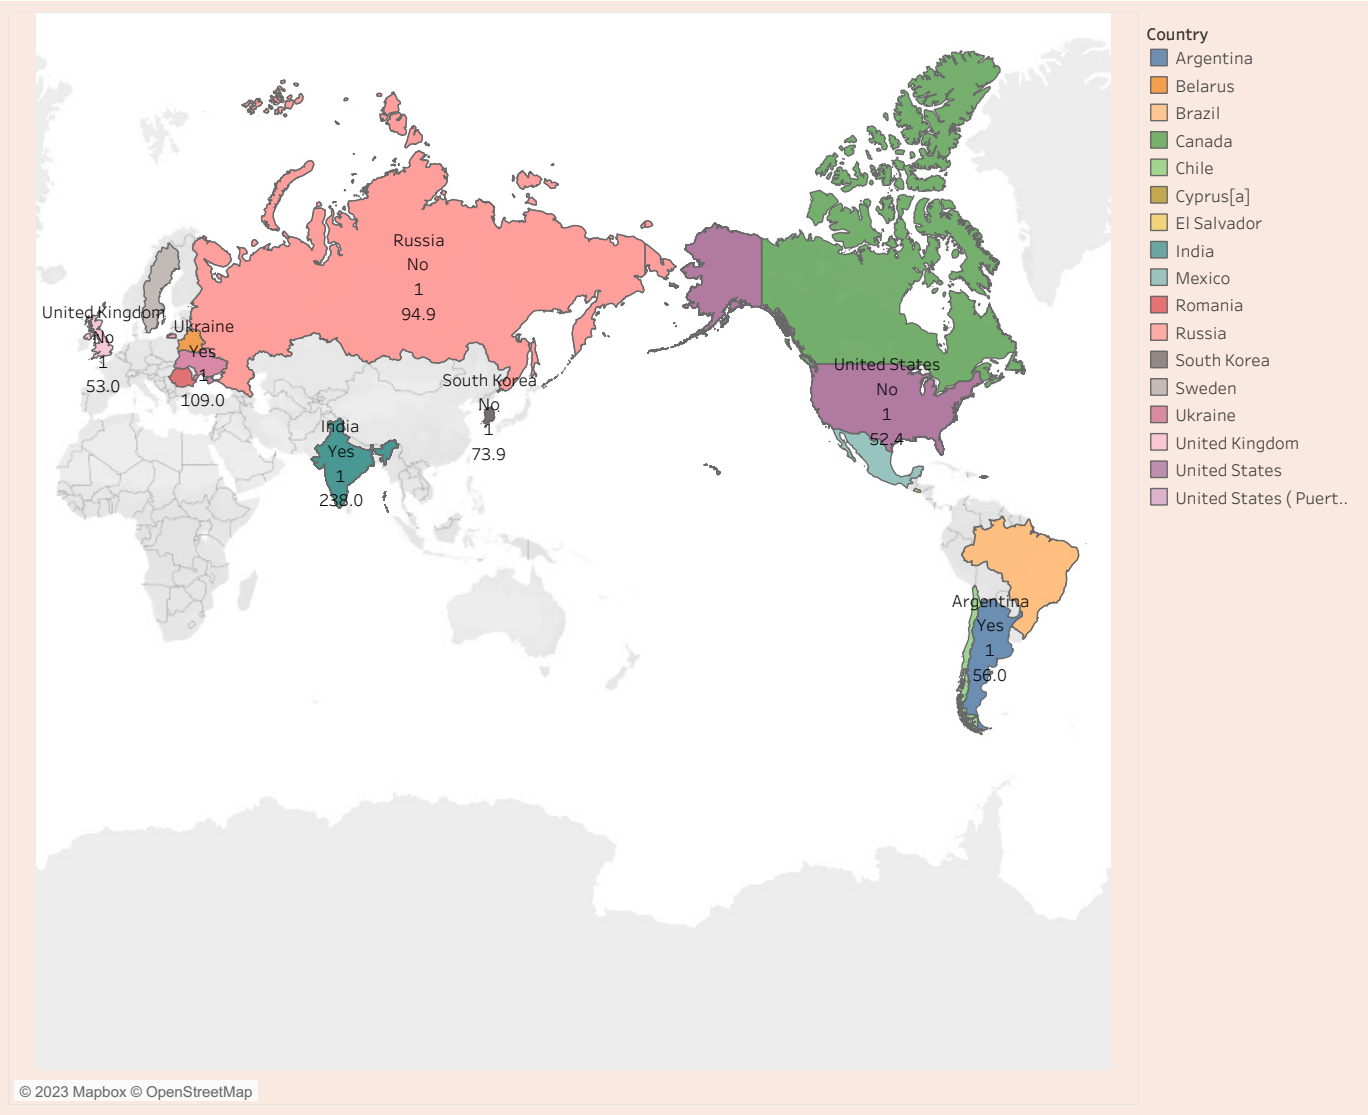 Russia
No
1
94.9
United Kingdom
No
1
53.0
Ukraine
Yes
1
109.0
South Korea
No
1
73.9
India
Yes
1
238.0
United States
No
1
52.4
Argentina
Yes
1
56.0
Country
Argentina
Belarus
Brazil
Canada
Chile
Cyprus[a]
El Salvador
India
Mexico
Romania
Russia
South Korea
Sweden
Ukraine
United Kingdom
United States
United States ( Puert..
© 2023 Mapbox © OpenStreetMap